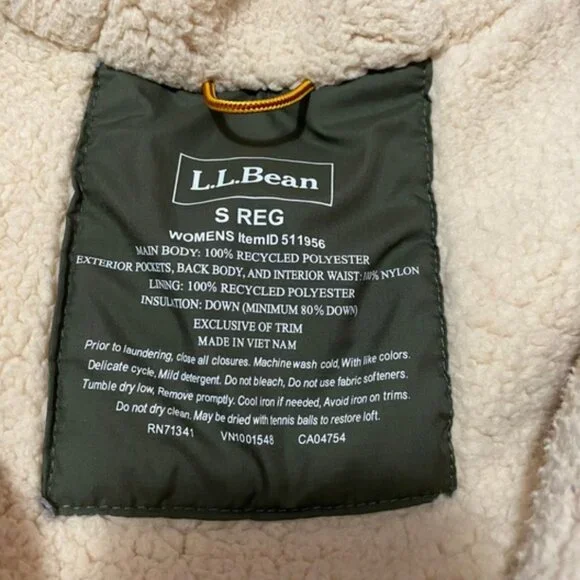 L.L.Bean
S REG
WOMENS ItemID 511956
MAIN BODY: 100% RECYCLED POLYESTER
EXTERIOR POCKETS, BACK BODY, AND INTERIOR WAIST: 100% NYLON
LINING: 100% RECYCLED POLYESTER
INSULATION: DOWN (MINIMUM 80% DOWN)
EXCLUSIVE OF TRIM
MADE IN VIET NAM
Prior to laundering, close all closures. Machine wash cold, With like colors.
Delicate cycle, Mild detergent. Do not bleach, Do not use fabric softeners.
Tumble dry low, Remove promptly. Cool iron if needed, Avoid iron on trims.
Do not dry clean. May be dried with tennis balls to restore loft.
RN71341 VN1001548 CA04754